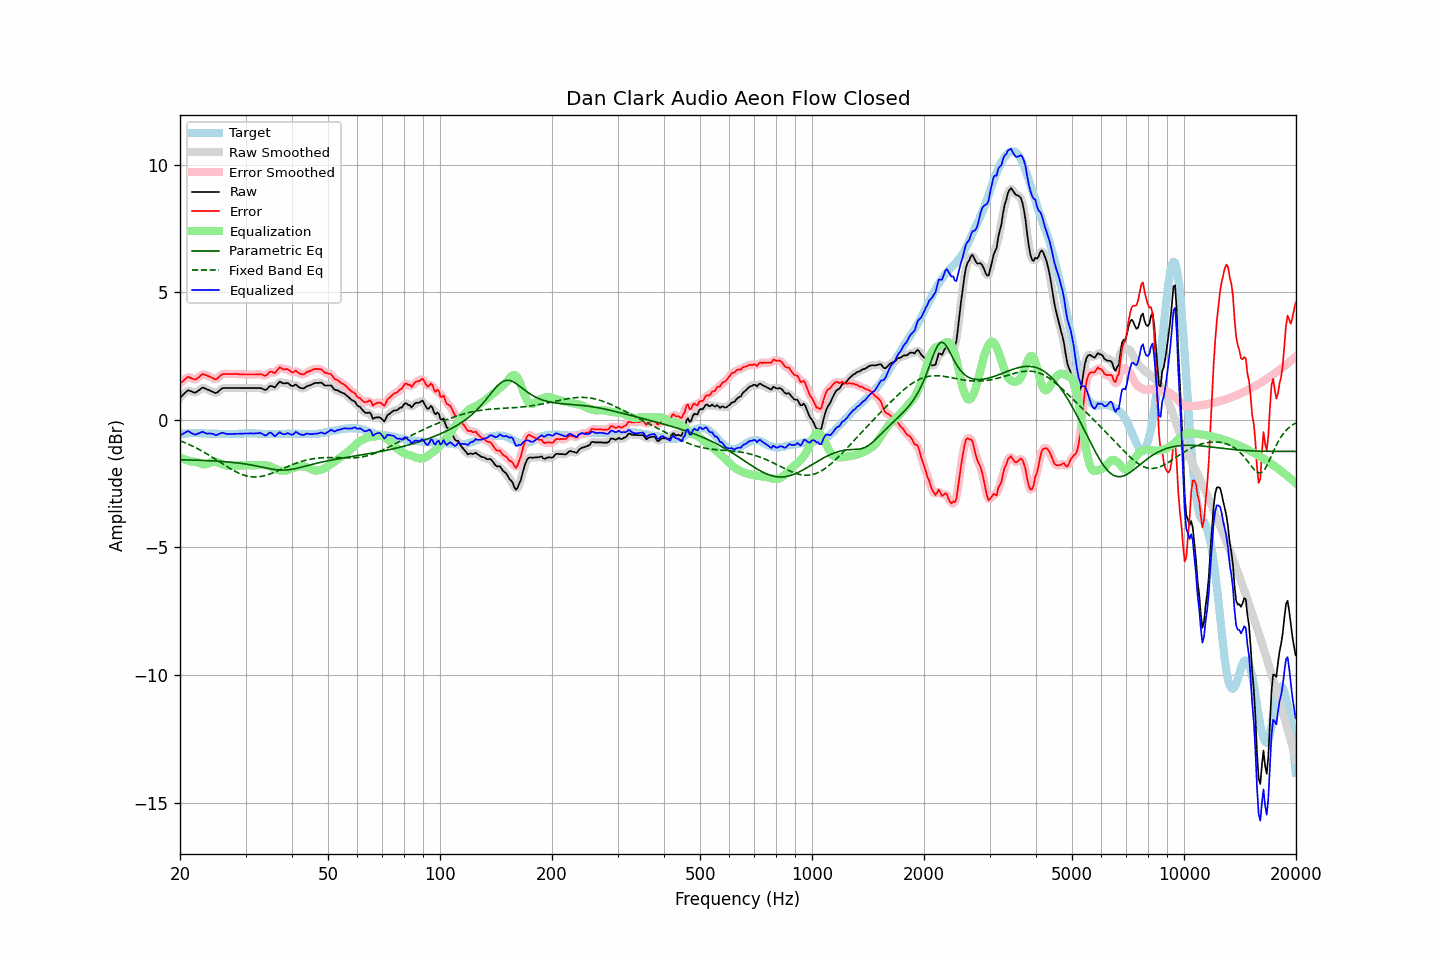 Dan Clark Audio Aeon Flow Closed
Target
Raw Smoothed
Error Smoothed
Raw
Error
Equalization
Parametric Eq
Fixed Band Eq
Equalized
10
5
0
−5
−10
−15
Amplitude (dBr)
20
50
100
200
500
1000
2000
5000
10000
20000
Frequency (Hz)